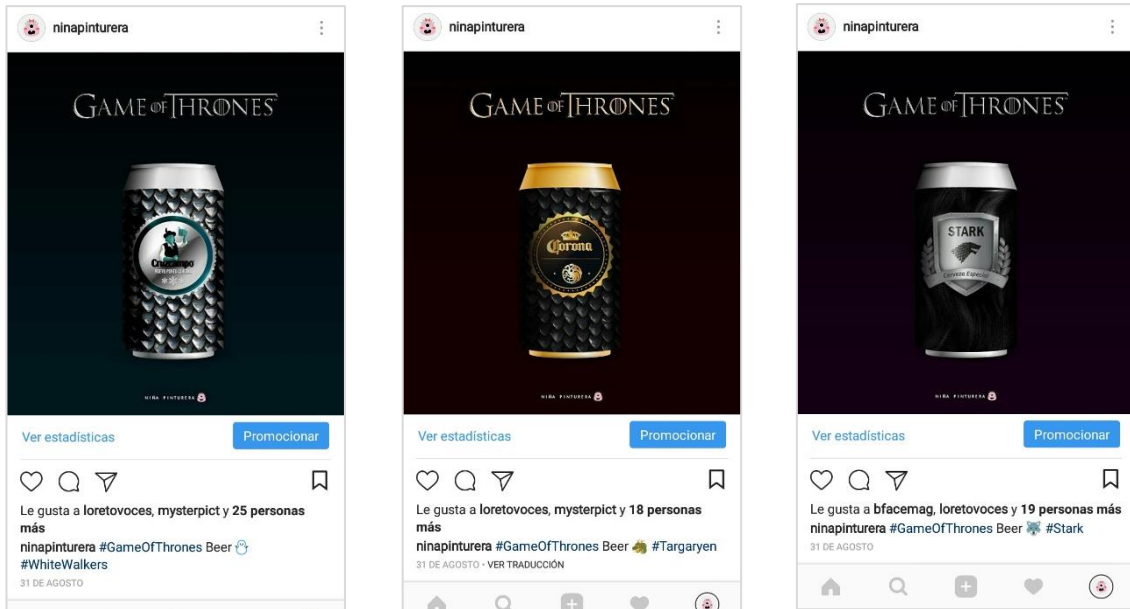 ninapinturera
GAME OF THRONES
Cruzcampo
NIÑA PINTURERA
Ver estadísticas
Promocionar
Le gusta a loretovoces, mysterpict y 25 personas
más
ninapinturera #GameOfThrones Beer
#WhiteWalkers
31 DE AGOSTO
ninapinturera
GAME OF THRONES
Corona
NIÑA PINTURERA
Ver estadísticas
Promocionar
Le gusta a loretovoces, mysterpict y 18 personas
más
ninapinturera #GameOfThrones Beer #Targaryen
31 DE AGOSTO • VER TRADUCCIÓN
ninapinturera
GAME OF THRONES
STARK
Cerveza Especial
NIÑA PINTURERA
Ver estadísticas
Promocionar
Le gusta a bfacemag, loretovoces y 19 personas más
ninapinturera #GameOfThrones Beer #Stark
31 DE AGOSTO